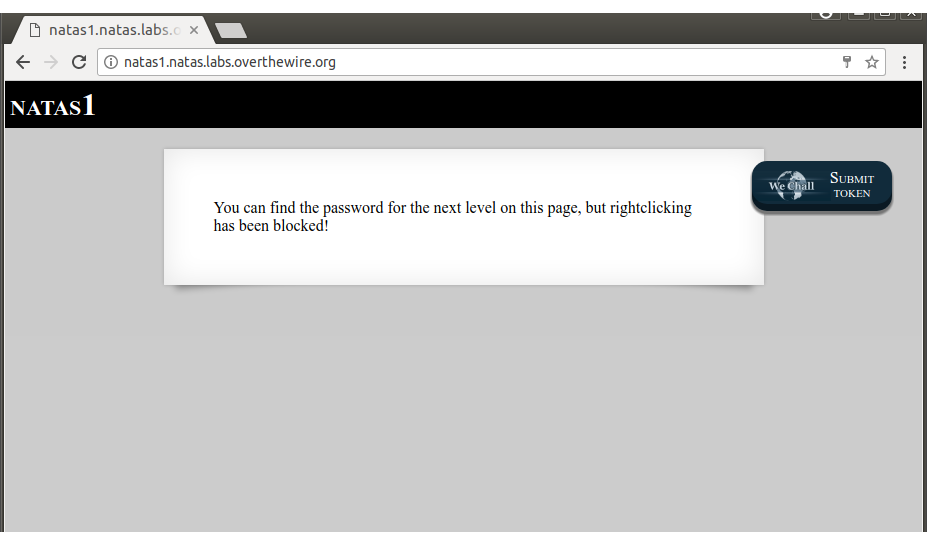 natas1.natas.labs.o
natas1.natas.labs.overthewire.org
NATAS1
You can find the password for the next level on this page, but rightclicking
has been blocked!
We Chall
SUBMIT
TOKEN